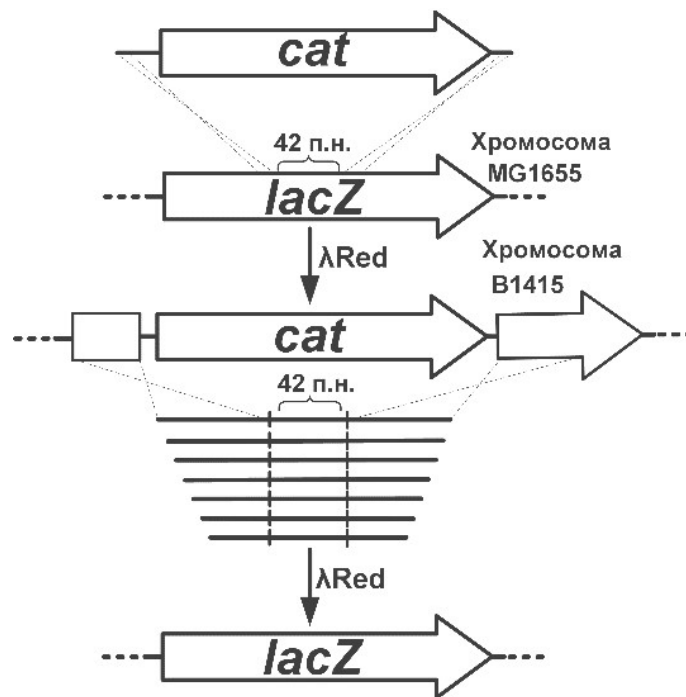 cat
42 п.н.
Хромосома
MG1655
lacZ
λRed
Хромосома
B1415
cat
42 п.н.
λRed
lacZ